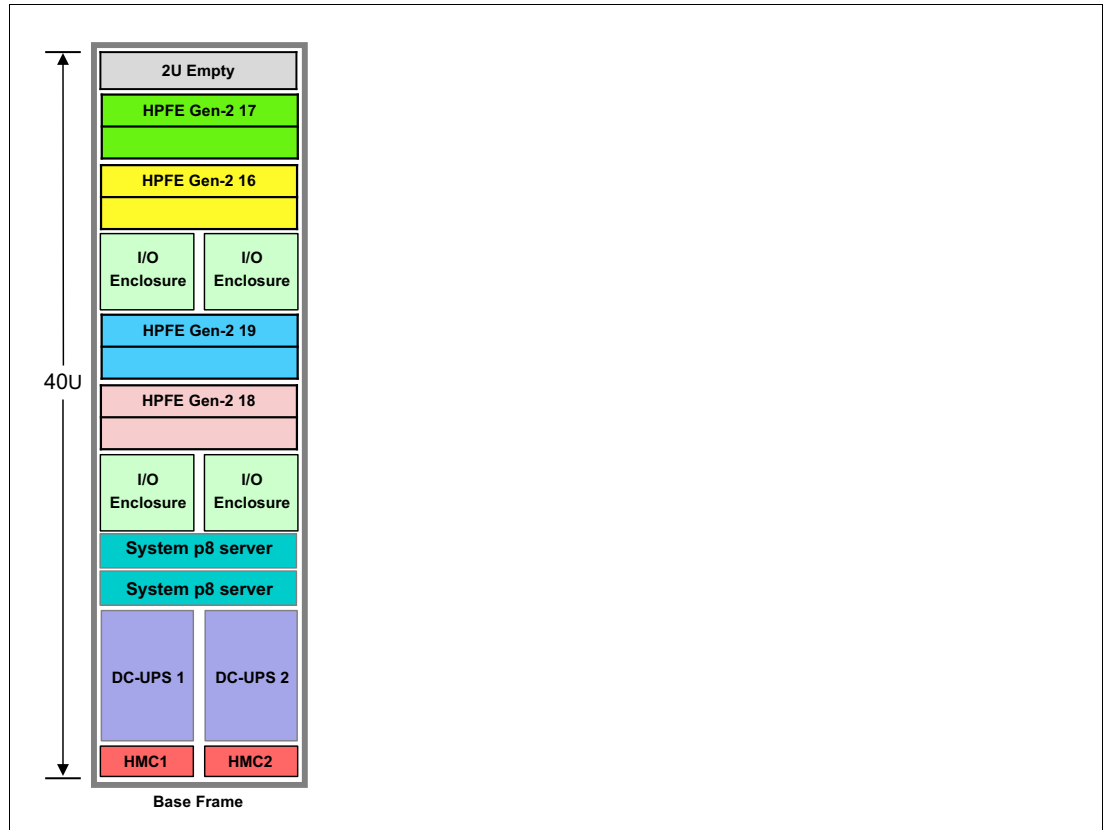 2U Empty
HPFE Gen-2 17
HPFE Gen-2 16
I/O
Enclosure
I/O
Enclosure
HPFE Gen-2 19
40U
HPFE Gen-2 18
I/O
Enclosure
I/O
Enclosure
System p8 server
System p8 server
DC-UPS 1
DC-UPS 2
HMC1
HMC2
Base Frame